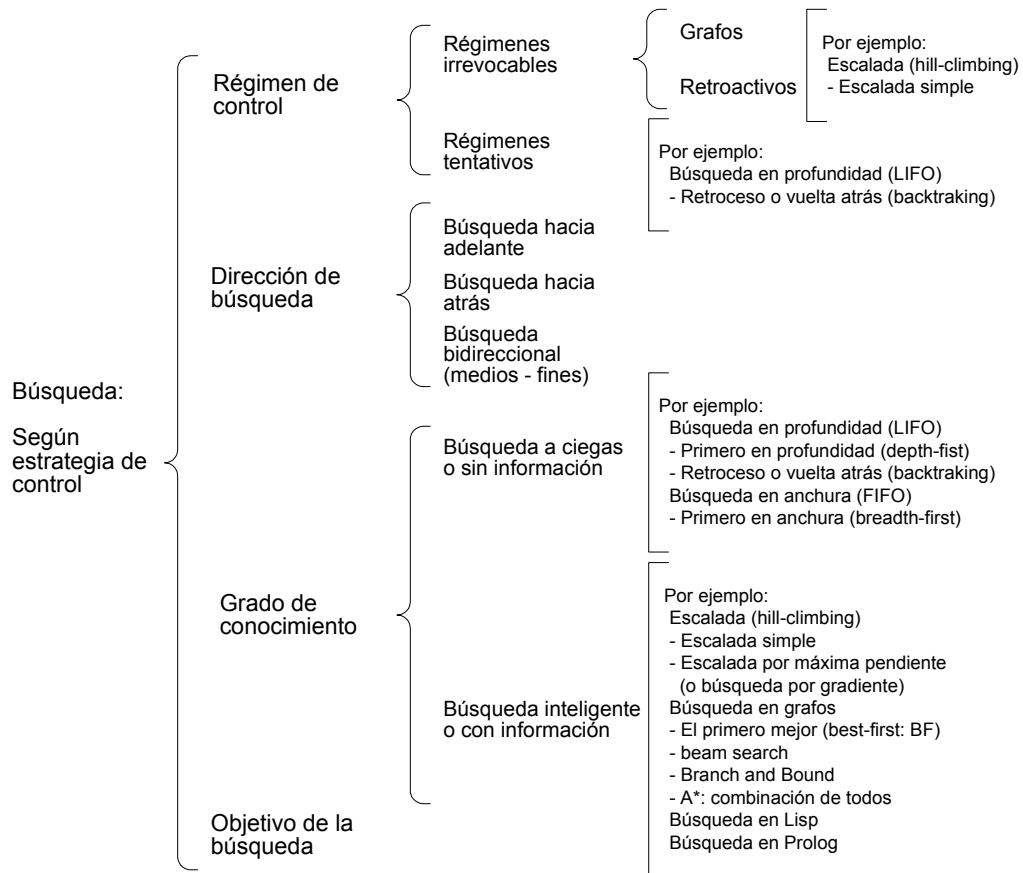 Búsqueda:
Según
estrategia de
control
Régimen de
control
Regímenes
irrevocables
Grafos
Retroactivos
Por ejemplo:
Escalada (hill-climbing)
- Escalada simple
Régimenes
tentativos
Por ejemplo:
Búsqueda en profundidad (LIFO)
- Retroceso o vuelta atrás (backtraking)
Dirección de
búsqueda
Búsqueda hacia
adelante
Búsqueda hacia
atrás
Búsqueda
bidireccional
(medios - fines)
Grado de
conocimiento
Búsqueda a ciegas
o sin información
Por ejemplo:
Búsqueda en profundidad (LIFO)
- Primero en profundidad (depth-fist)
- Retroceso o vuelta atrás (backtraking)
Búsqueda en anchura (FIFO)
- Primero en anchura (breadth-first)
Búsqueda inteligente
o con información
Por ejemplo:
Escalada (hill-climbing)
- Escalada simple
- Escalada por máxima pendiente
(o búsqueda por gradiente)
Búsqueda en grafos
- El primero mejor (best-first: BF)
- beam search
- Branch and Bound
- A*: combinación de todos
Búsqueda en Lisp
Búsqueda en Prolog
Objetivo de la
búsqueda